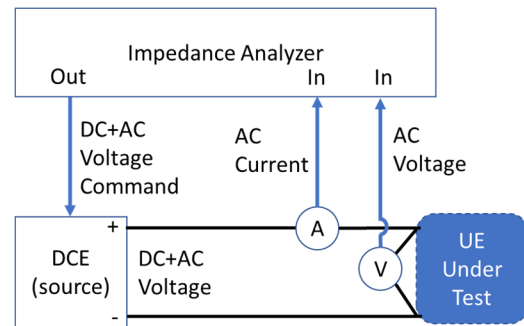 Impedance Analyzer
Out
In
In
DC+AC
Voltage
Command
AC
Current
AC
Voltage
+
A
DCE
(source)
DC+AC
Voltage
V
UE
Under
Test
-